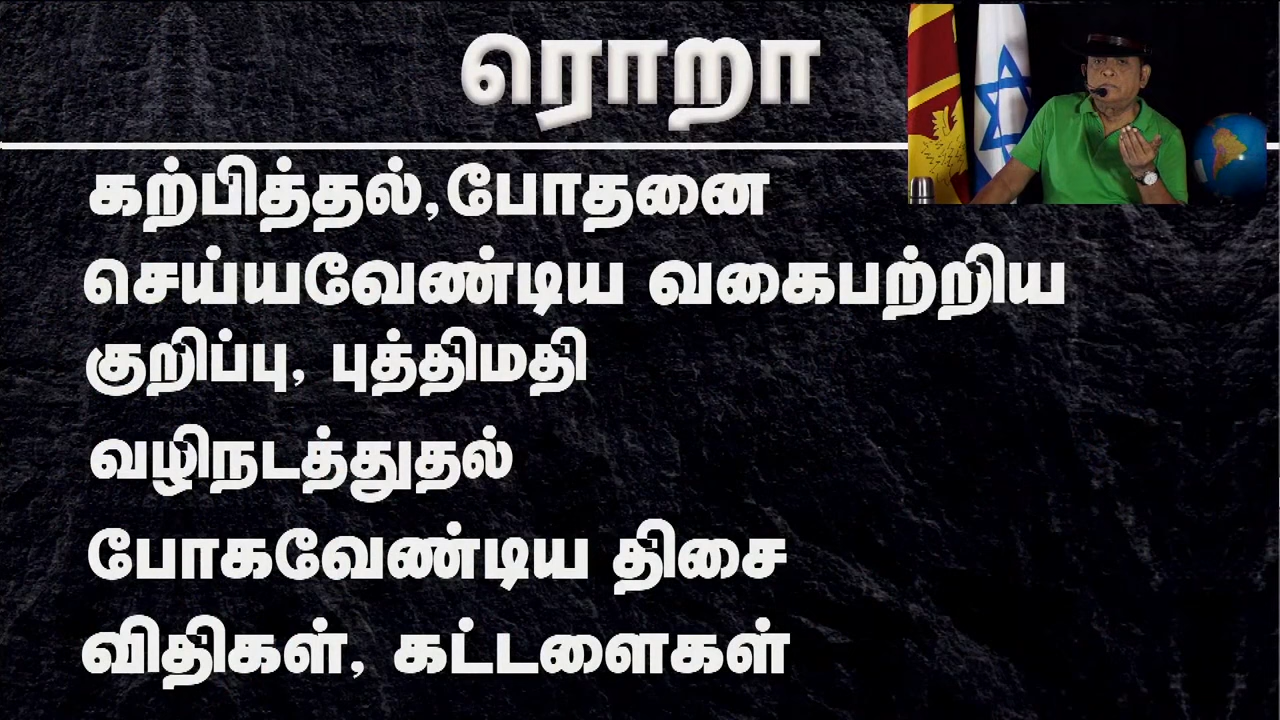 ரொறா
கற்பித்தல்,போதனை
செய்யவேண்டிய வகைபற்றிய
குறிப்பு, புத்திமதி
வழிநடத்துதல்
போகவேண்டிய திசை
விதிகள், கட்டளைகள்